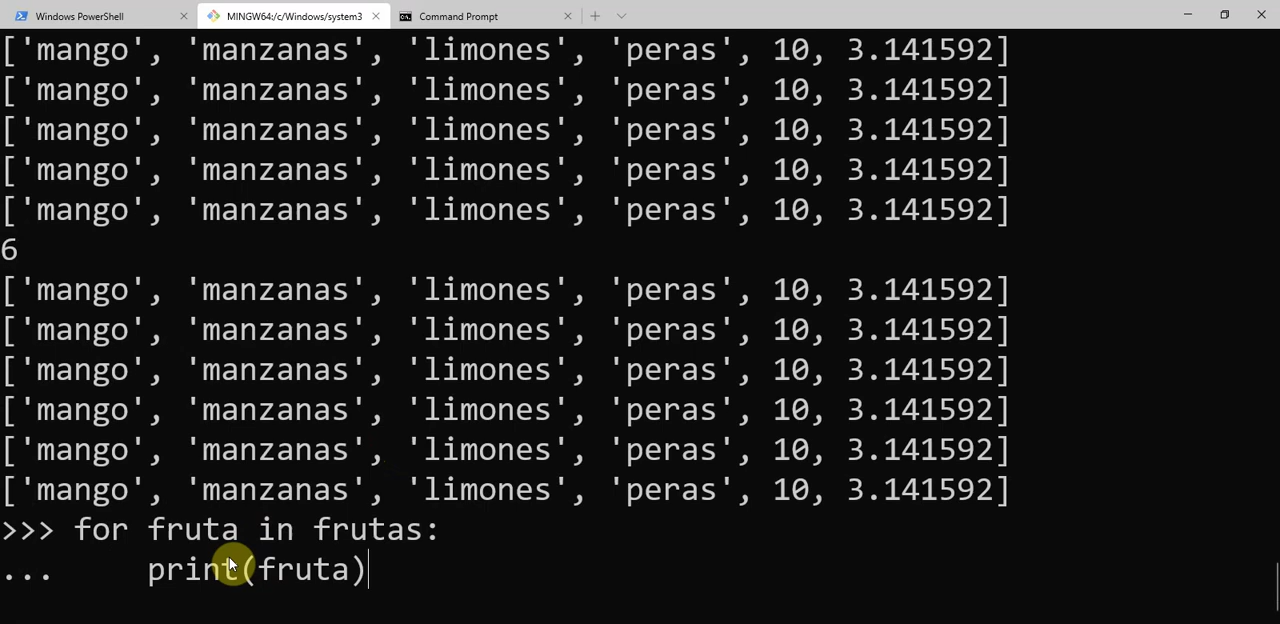 Windows PowerShell
MINGW64:/c/Windows/system3
Command Prompt
['mango', 'manzanas', 'limones', 'peras', 10, 3.141592]
['mango', 'manzanas', 'limones', 'peras', 10, 3.141592]
['mango', 'manzanas', 'limones', 'peras', 10, 3.141592]
['mango', 'manzanas', 'limones', 'peras', 10, 3.141592]
['mango', 'manzanas', 'limones', 'peras', 10, 3.141592]
6
['mango', 'manzanas', 'limones', 'peras', 10, 3.141592]
['mango', 'manzanas', 'limones', 'peras', 10, 3.141592]
['mango', 'manzanas', 'limones', 'peras', 10, 3.141592]
['mango', 'manzanas', 'limones', 'peras', 10, 3.141592]
['mango', 'manzanas', 'limones', 'peras', 10, 3.141592]
['mango', 'manzanas', 'limones', 'peras', 10, 3.141592]
>>> for fruta in frutas:
...     print(fruta)